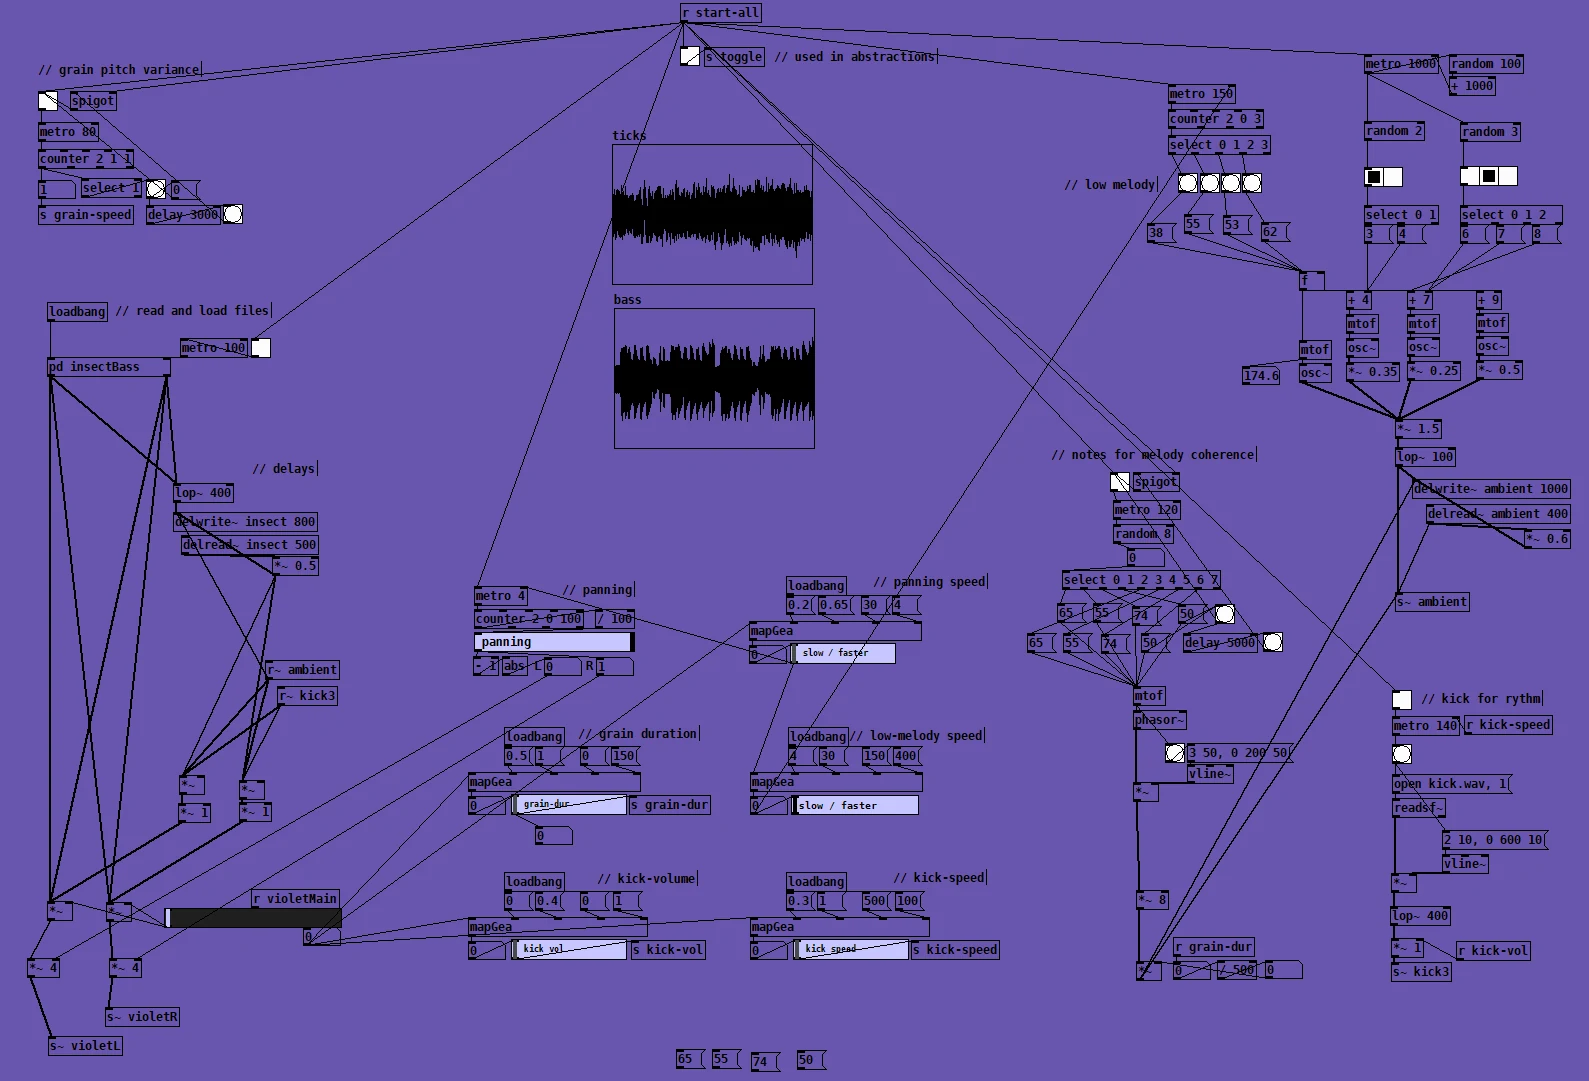 r start-all
s toggle
// used in abstractions
// grain pitch variance
spigot
metro 80
counter 2 1 1
1
select 1
0
s grain-speed
delay 3000
metro 1000
random 100
+ 1000
random 2
random 3
select 0 1
select 0 1 2
3
4
6
7
8
metro 150
counter 2 0 3
select 0 1 2 3
// low melody
38
55
53
62
f
+ 4
+ 7
+ 9
mtof
mtof
mtof
mtof
osc~
osc~
osc~
osc~
174.6
*~ 0.35
*~ 0.25
*~ 0.5
*~ 1.5
lop~ 100
delwrite~ ambient 1000
delread~ ambient 400
*~ 0.6
s~ ambient
ticks
bass
loadbang
// read and load files
metro 100
pd insectBass
// delays
lop~ 400
delwrite~ insect 800
delread~ insect 500
*~ 0.5
r~ ambient
r~ kick3
*~
*~
*~ 1
*~ 1
r violetMain
0
*~
*~
*~ 4
*~ 4
s~ violetR
s~ violetL
metro 4
// panning
counter 2 0 100
/ 100
panning
- 1
abs
L
0
R
1
loadbang
// panning speed
0.2
0.65
30
4
mapGea
0
slow / faster
loadbang
// grain duration
0.5
1
0
150
mapGea
0
grain-dur
s grain-dur
0
loadbang
// low-melody speed
4
30
150
400
mapGea
0
slow / faster
loadbang
// kick-volume
0
0.4
0
1
mapGea
0
kick vol
s kick-vol
loadbang
// kick-speed
0.3
1
500
100
mapGea
0
kick speed
s kick-speed
// notes for melody coherence
spigot
metro 120
random 8
0
select 0 1 2 3 4 5 6 7
65
55
74
50
65
55
74
50
delay 5000
mtof
phasor~
3 50, 0 200 50
vline~
*~
*~ 8
r grain-dur
*~
0
/ 500
0
// kick for rythm
metro 140
r kick-speed
open kick.wav, 1
readsf~
2 10, 0 600 10
vline~
*~
lop~ 400
*~ 1
r kick-vol
s~ kick3
65
55
74
50